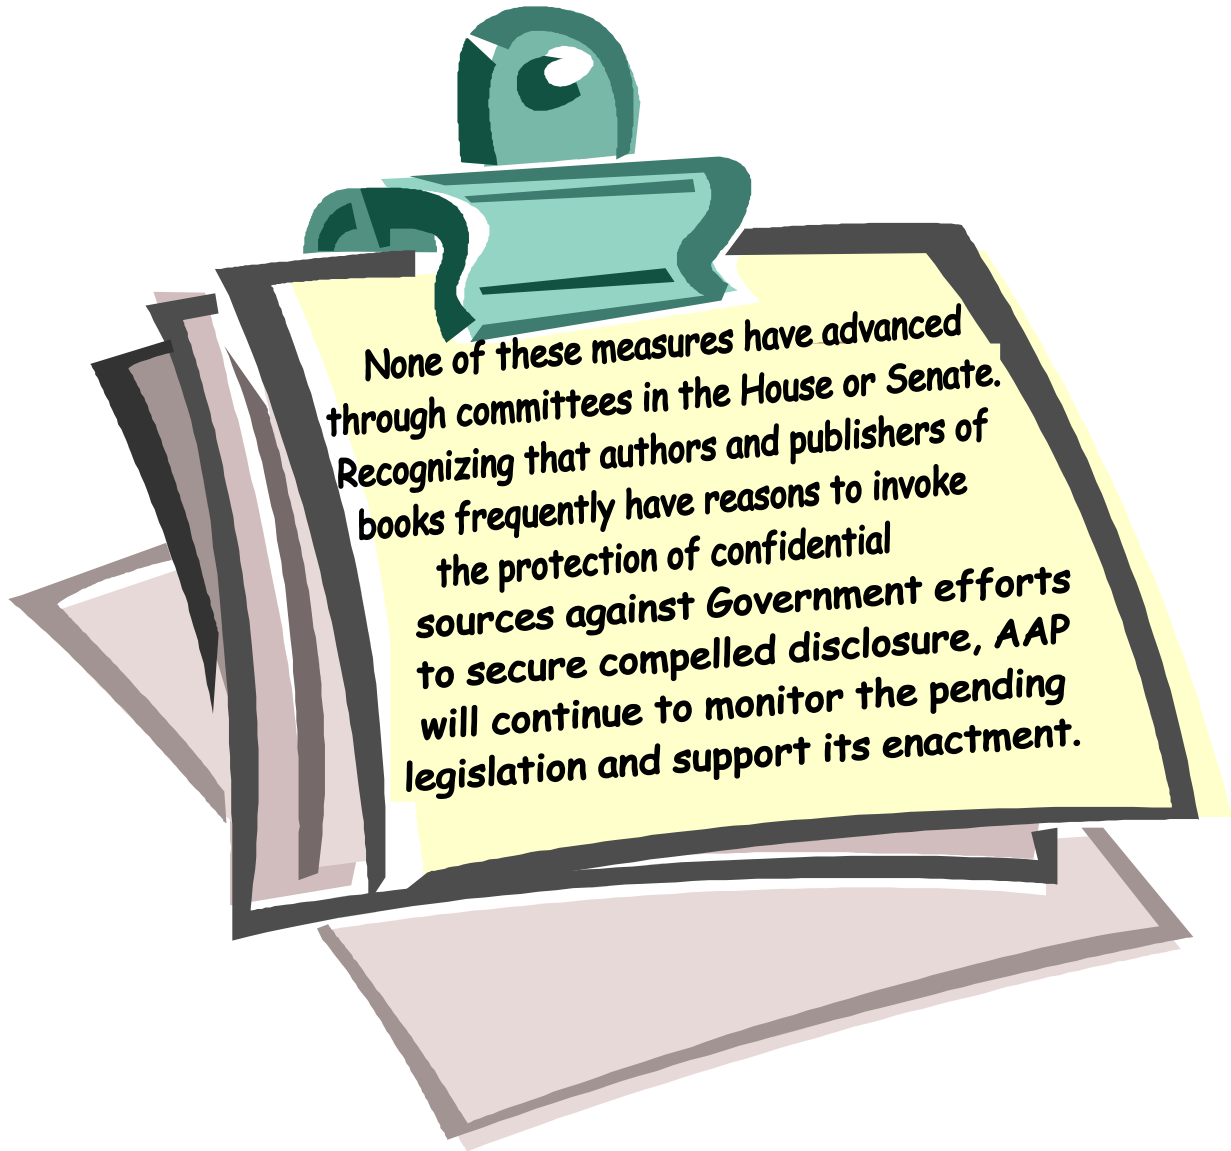 None of these measures have advanced
through committees in the House or Senate.
Recognizing that authors and publishers of
books frequently have reasons to invoke
the protection of confidential
sources against Government efforts
to secure compelled disclosure, AAP
will continue to monitor the pending
legislation and support its enactment.